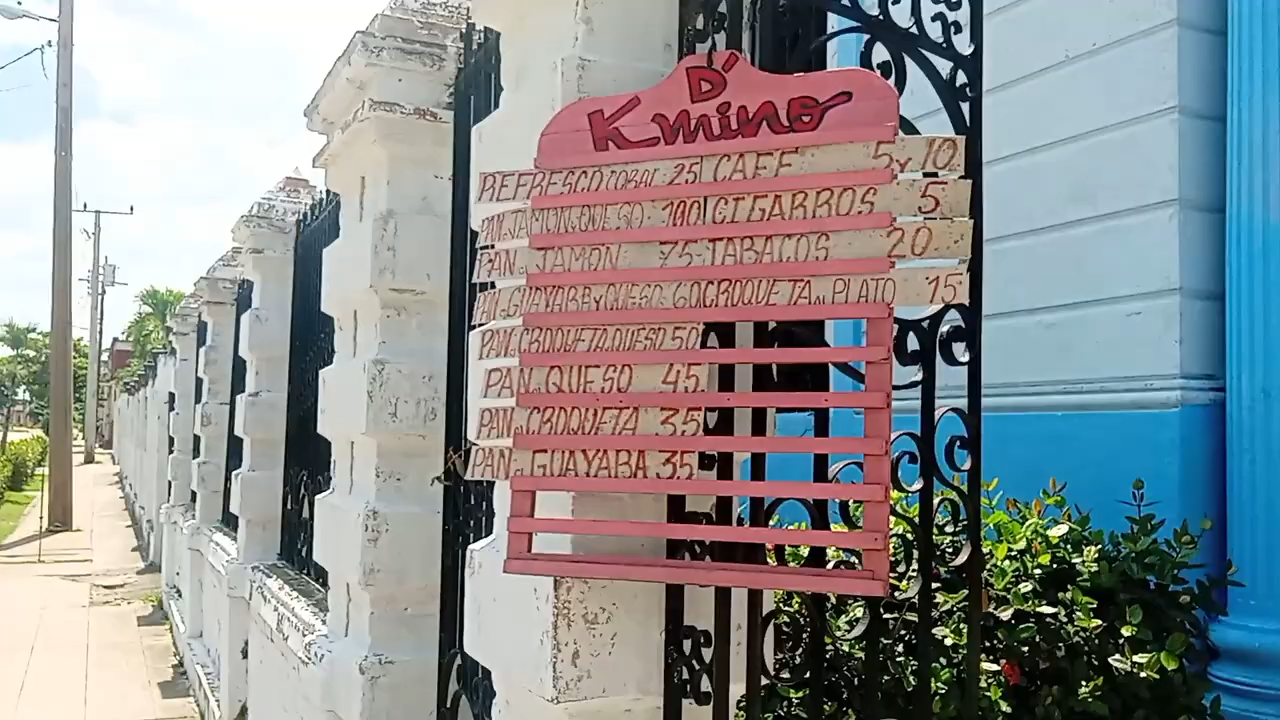 D'
Kmino
REFRESCO CORAL 25 CAFE 5 y 10
PAN JAMON QUESO 100 CIGARROS 5
PAN JAMON 75 TABACOS 20
PAN GUAYABA Y QUESO 60 CROQUETA PLATO 15
PAN CROQUETA QUESO 50
PAN QUESO 45
PAN CROQUETA 35
PAN GUAYABA 35